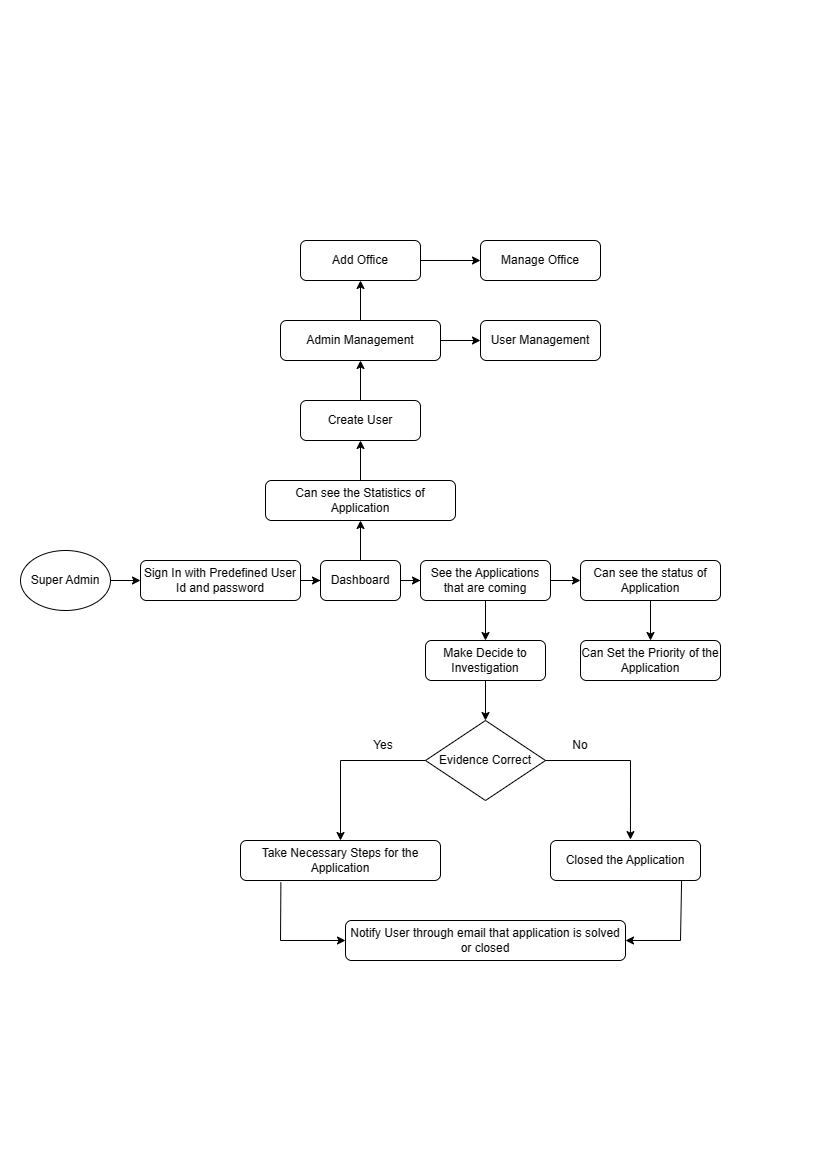 Add Office
Manage Office
Admin Management
User Management
Create User
Can see the Statistics of
Application
Super Admin
Sign In with Predefined User
Id and password
Dashboard
See the Applications
that are coming
Can see the status of
Application
Make Decide to
Investigation
Can Set the Priority of the
Application
Yes
No
Evidence Correct
Take Necessary Steps for the
Application
Closed the Application
Notify User through email that application is solved
or closed